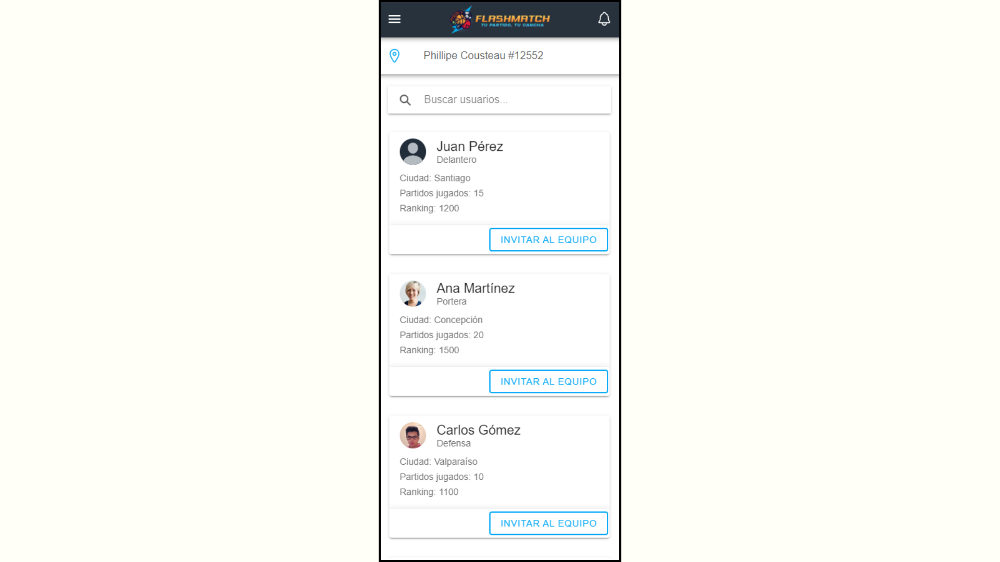 FLASHMATCH
TU PARTIDO, TU CANCHA
Phillipe Cousteau #12552
Buscar usuarios...
Juan Pérez
Delantero
Ciudad: Santiago
Partidos jugados: 15
Ranking: 1200
INVITAR AL EQUIPO
Ana Martínez
Portera
Ciudad: Concepción
Partidos jugados: 20
Ranking: 1500
INVITAR AL EQUIPO
Carlos Gómez
Defensa
Ciudad: Valparaíso
Partidos jugados: 10
Ranking: 1100
INVITAR AL EQUIPO